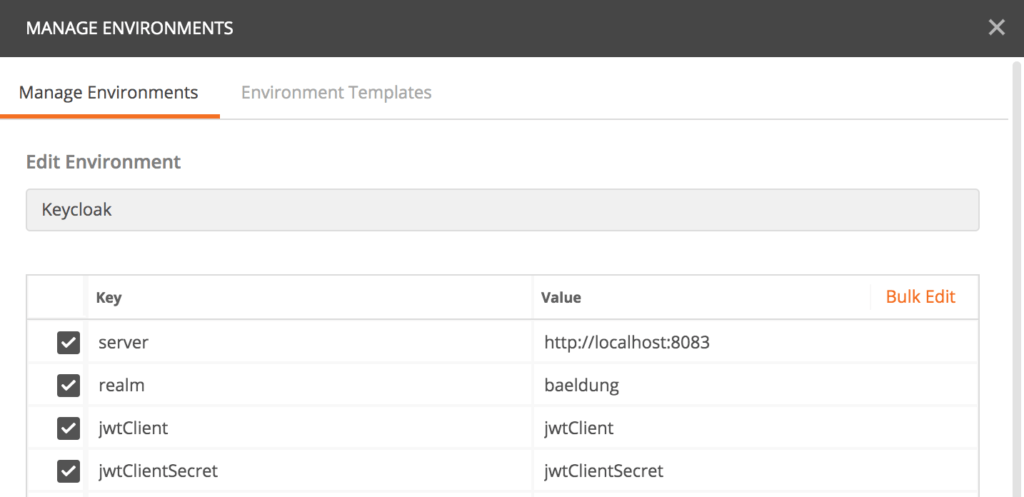 MANAGE ENVIRONMENTS
Manage Environments Environment Templates
Edit Environment
Keycloak
Key Value Bulk Edit
server http://localhost:8083
realm baeldung
jwtClient jwtClient
jwtClientSecret jwtClientSecret